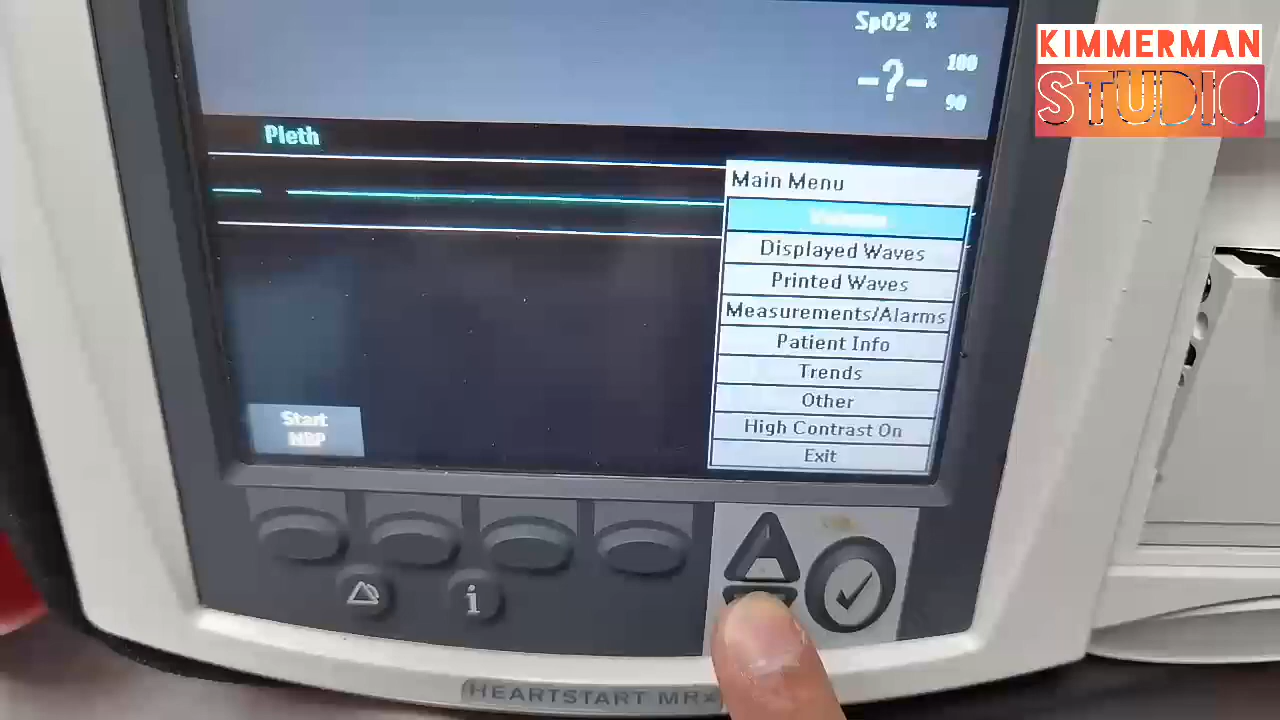 SpO2 %
100
-?-
90
KIMMERMAN
STUDIO
Pleth
Main Menu
Volume
Displayed Waves
Printed Waves
Measurements/Alarms
Patient Info
Trends
Other
High Contrast On
Exit
Start
NBP
i
HEARTSTART MRx